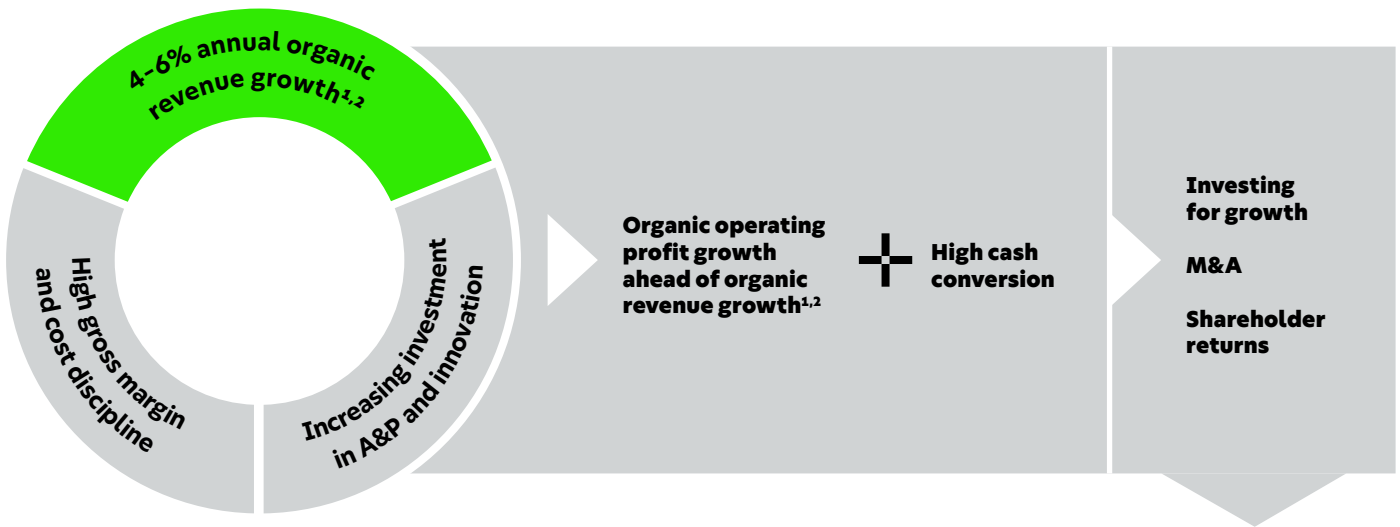 4-6% annual organic
revenue growth¹,²
High gross margin
and cost discipline
Increasing investment
in A&P and innovation
Organic operating
profit growth
ahead of organic
revenue growth¹,²
High cash
conversion
Investing
for growth
M&A
Shareholder
returns